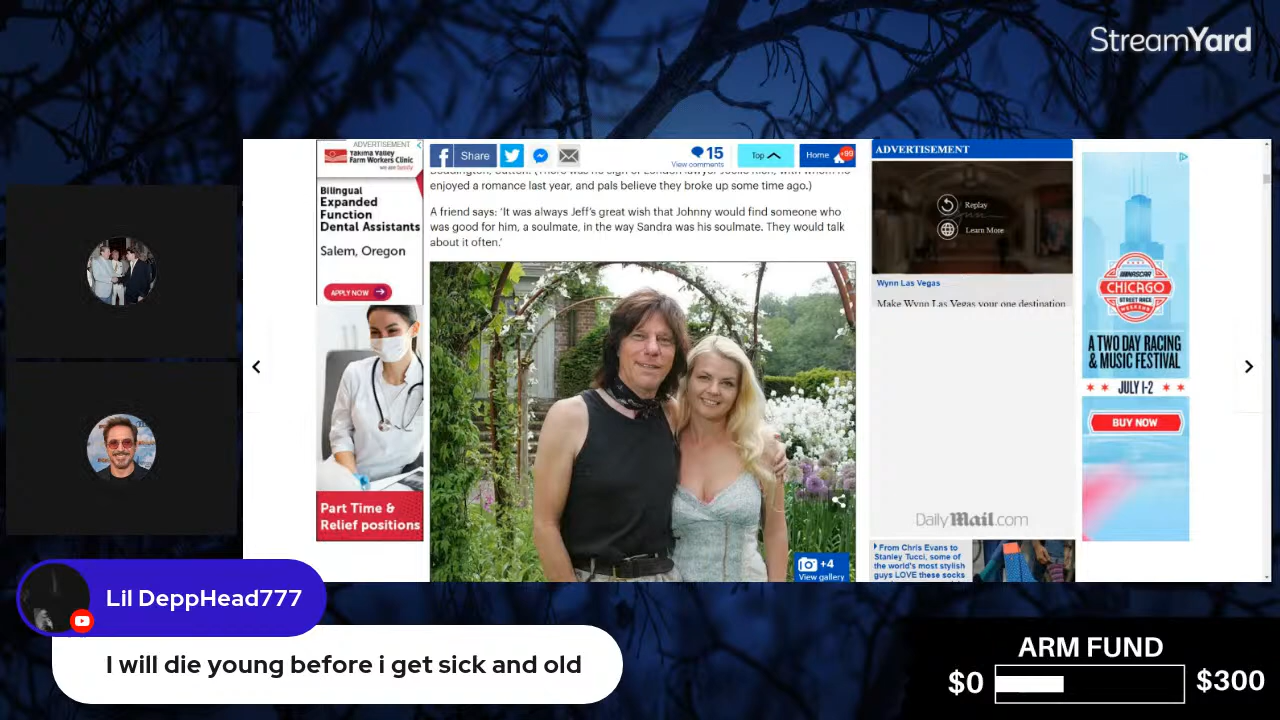 StreamYard
ADVERTISEMENT
Yakima Valley
Farm Workers Clinic
we are family
Bilingual
Expanded
Function
Dental Assistants
Salem, Oregon
APPLY NOW
Part Time &
Relief positions
Share
15
View comments
Top
Home
+99
enjoyed a romance last year, and pals believe they broke up some time ago.)
A friend says: ‘It was always Jeff’s great wish that Johnny would find someone who
was good for him, a soulmate, in the way Sandra was his soulmate. They would talk
about it often.’
+4
View gallery
ADVERTISEMENT
Replay
Learn More
Wynn Las Vegas
Make Wynn Las Vegas your one destination
DailyMail.com
From Chris Evans to
Stanley Tucci, some of
the world's most stylish
guys LOVE these socks
NASCAR
CHICAGO
STREET RACE
WEEKEND
A TWO DAY RACING
& MUSIC FESTIVAL
JULY 1-2
BUY NOW
Lil DeppHead777
I will die young before i get sick and old
ARM FUND
$0
$300